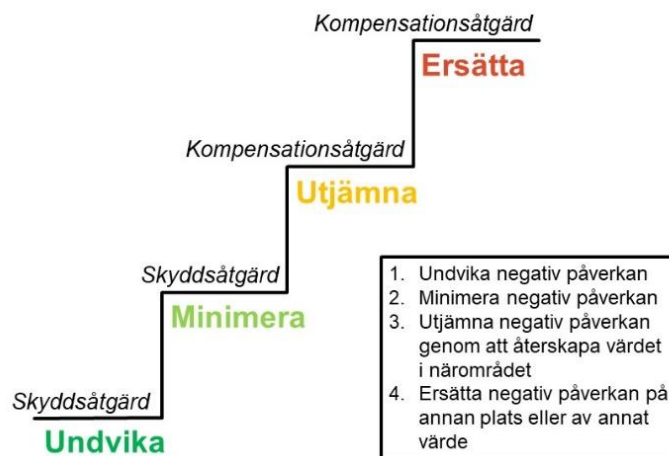 Kompensationsåtgärd
Ersätta
Kompensationsåtgärd
Utjämna
Skyddsåtgärd
Minimera
Skyddsåtgärd
Undvika
1. Undvika negativ påverkan
2. Minimera negativ påverkan
3. Utjämna negativ påverkan
genom att återskapa värdet
i närområdet
4. Ersätta negativ påverkan på
annan plats eller av annat
värde